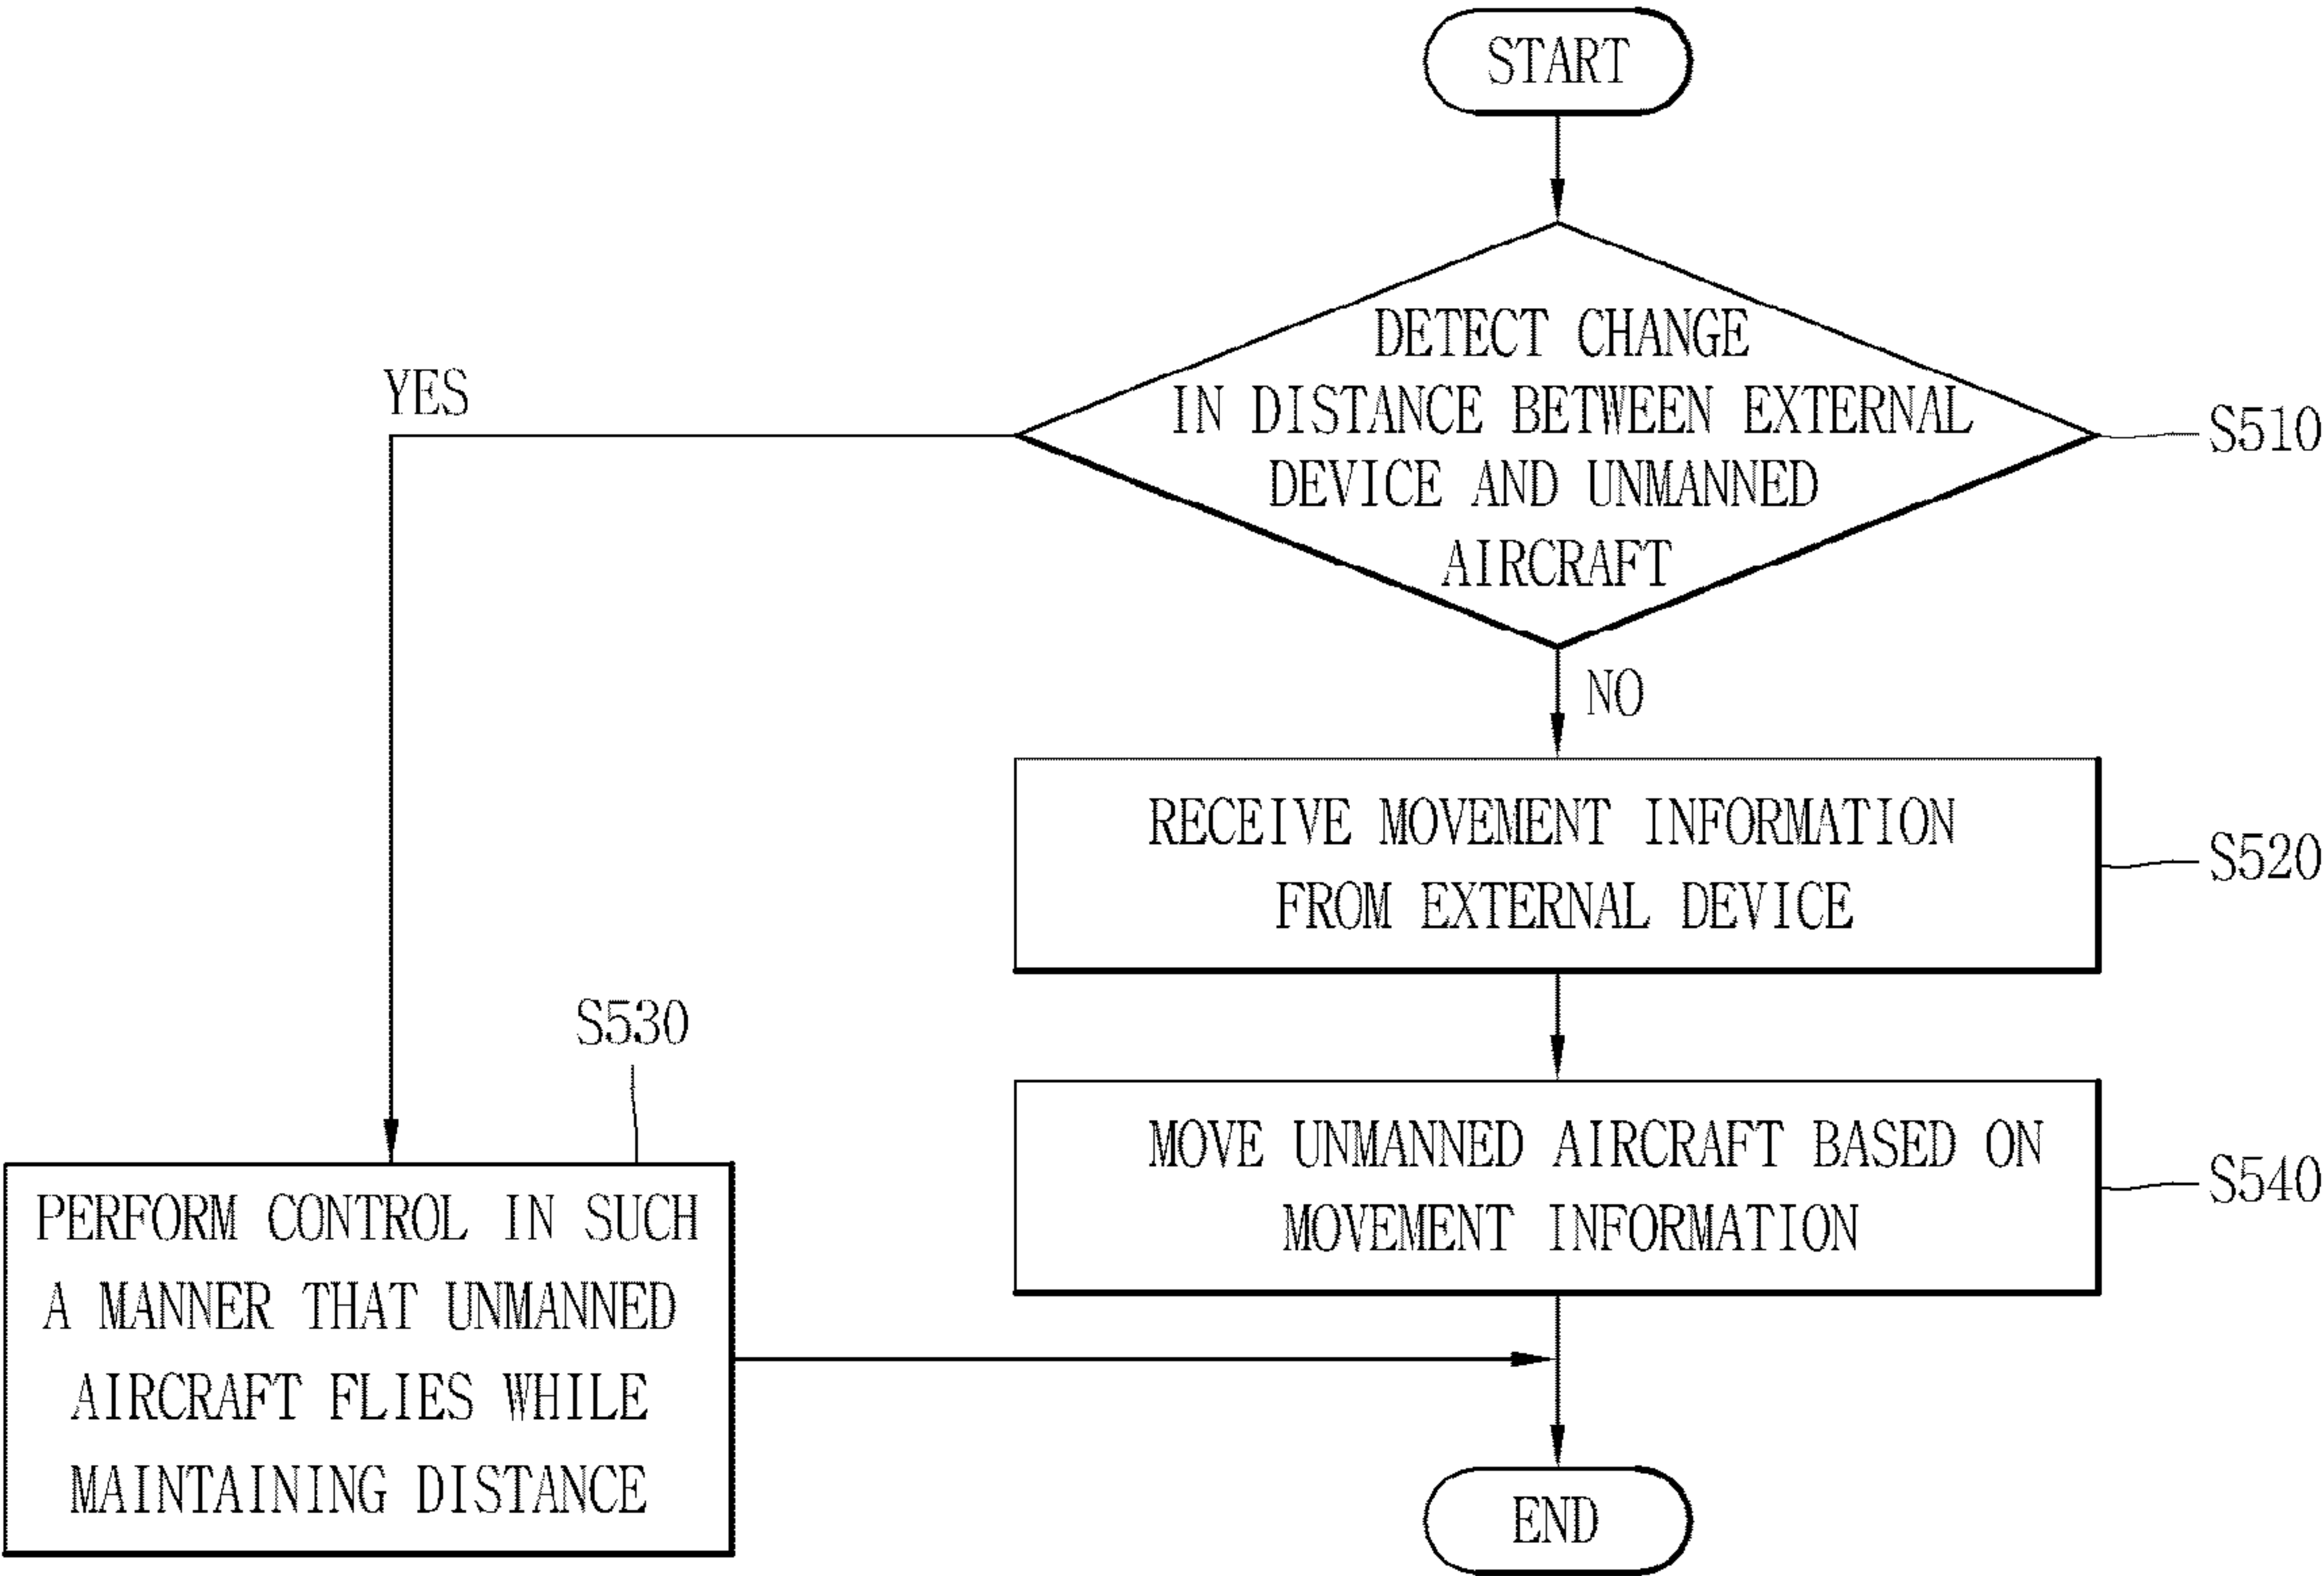 START
DETECT CHANGE
IN DISTANCE BETWEEN EXTERNAL
DEVICE AND UNMANNED
AIRCRAFT
S510
YES
NO
RECEIVE MOVEMENT INFORMATION
FROM EXTERNAL DEVICE
S520
S530
PERFORM CONTROL IN SUCH
A MANNER THAT UNMANNED
AIRCRAFT FLIES WHILE
MAINTAINING DISTANCE
MOVE UNMANNED AIRCRAFT BASED ON
MOVEMENT INFORMATION
S540
END